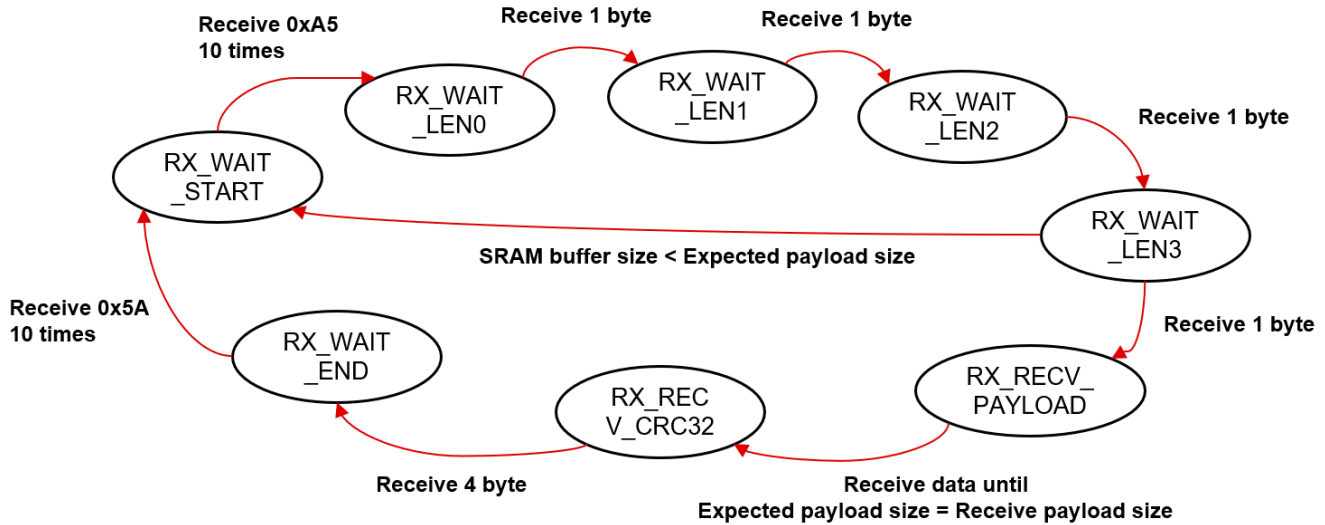 Receive 0xA5
10 times
Receive 1 byte
Receive 1 byte
RX_WAIT
_LEN0
RX_WAIT
_LEN1
RX_WAIT
_LEN2
Receive 1 byte
RX_WAIT
_START
RX_WAIT
_LEN3
SRAM buffer size < Expected payload size
Receive 0x5A
10 times
Receive 1 byte
RX_WAIT
_END
RX_RECV_
PAYLOAD
RX_REC
V_CRC32
Receive 4 byte
Receive data until
Expected payload size = Receive payload size